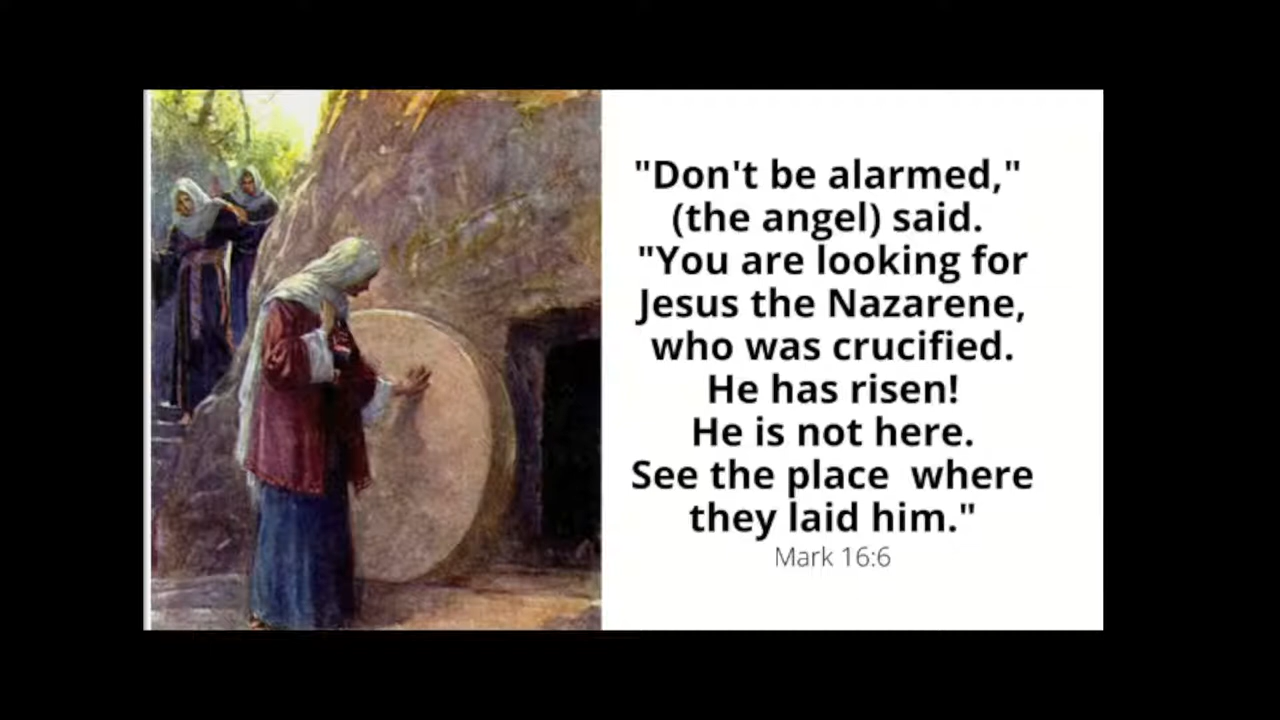 "Don't be alarmed,"
(the angel) said.
"You are looking for
Jesus the Nazarene,
who was crucified.
He has risen!
He is not here.
See the place  where
they laid him."
Mark 16:6